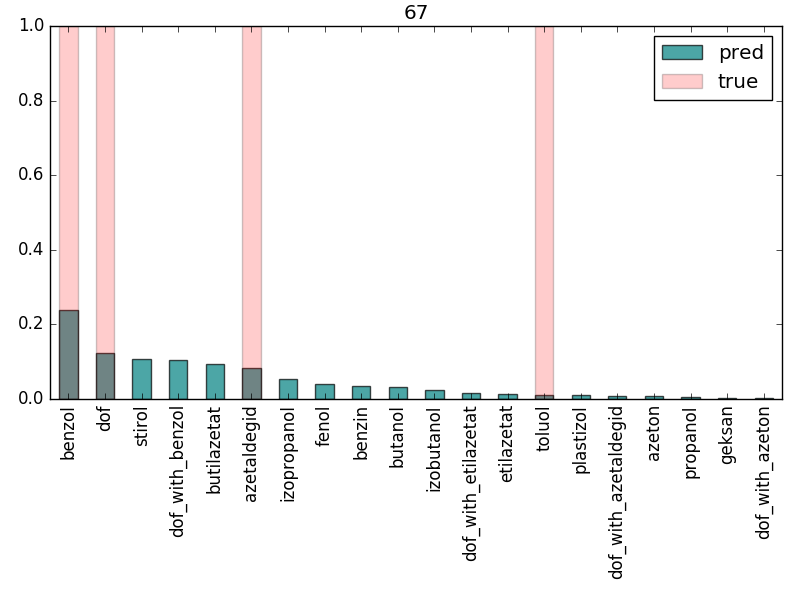 67
1.0
0.8
0.6
0.4
0.2
0.0
pred
true
benzol
dof
stirol
dof_with_benzol
butilazetat
azetaldegid
izopropanol
fenol
benzin
butanol
izobutanol
dof_with_etilazetat
etilazetat
toluol
plastizol
dof_with_azetaldegid
azeton
propanol
geksan
dof_with_azeton